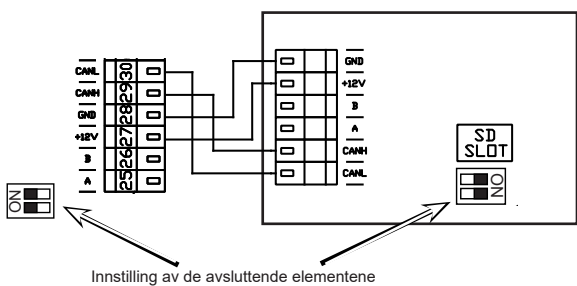 CANL 30
CANH 29
GND 28
+12V 27
B 26
A 25
GND
+12V
B
A
CANH
CANL
SD
SLOT
ON
ON
Innstilling av de avsluttende elementene